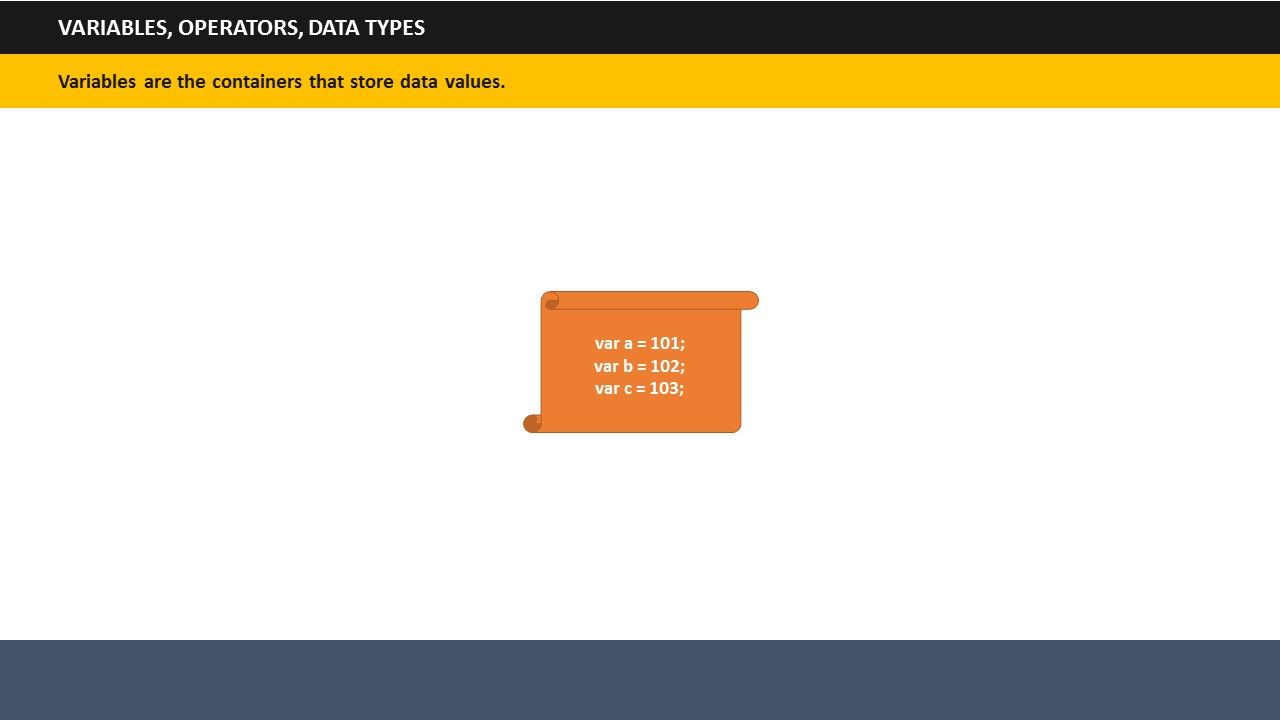 VARIABLES, OPERATORS, DATA TYPES
Variables are the containers that store data values.
var a = 101;
var b = 102;
var c = 103;